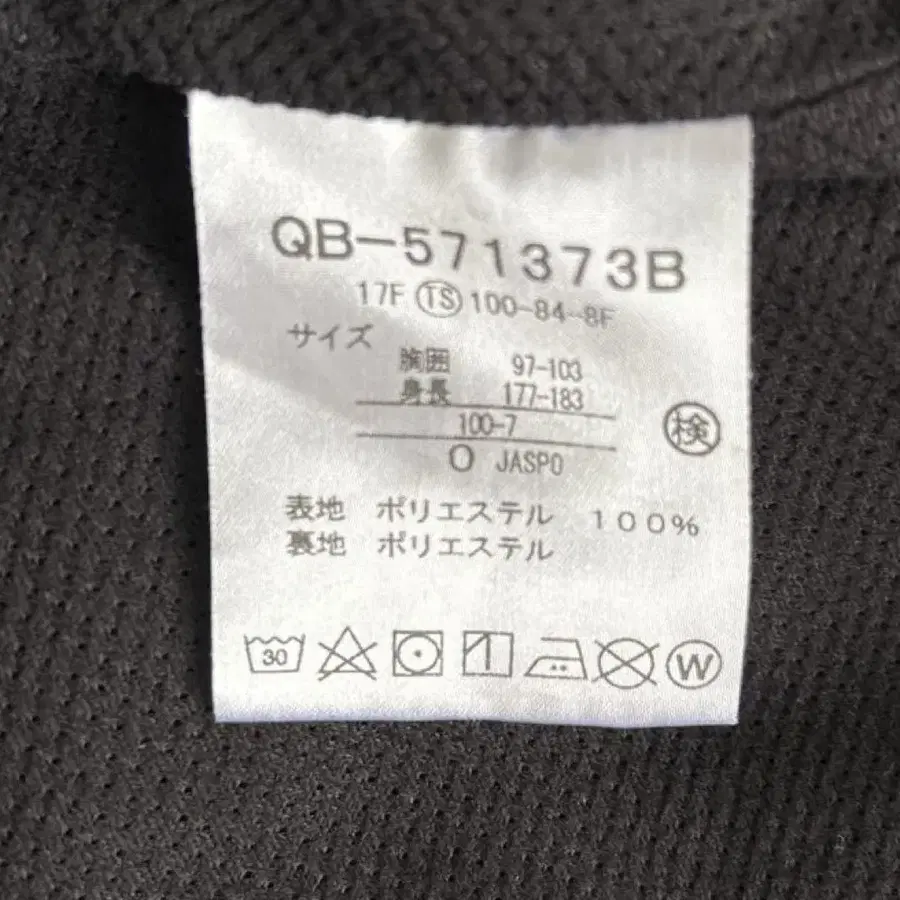 QB-571373B
17F TS 100-84-8F
サイズ
胸囲 97-103
身長 177-183
100-7
O JASPO
検
表地 ポリエステル 100%
裏地 ポリエステル
30
W